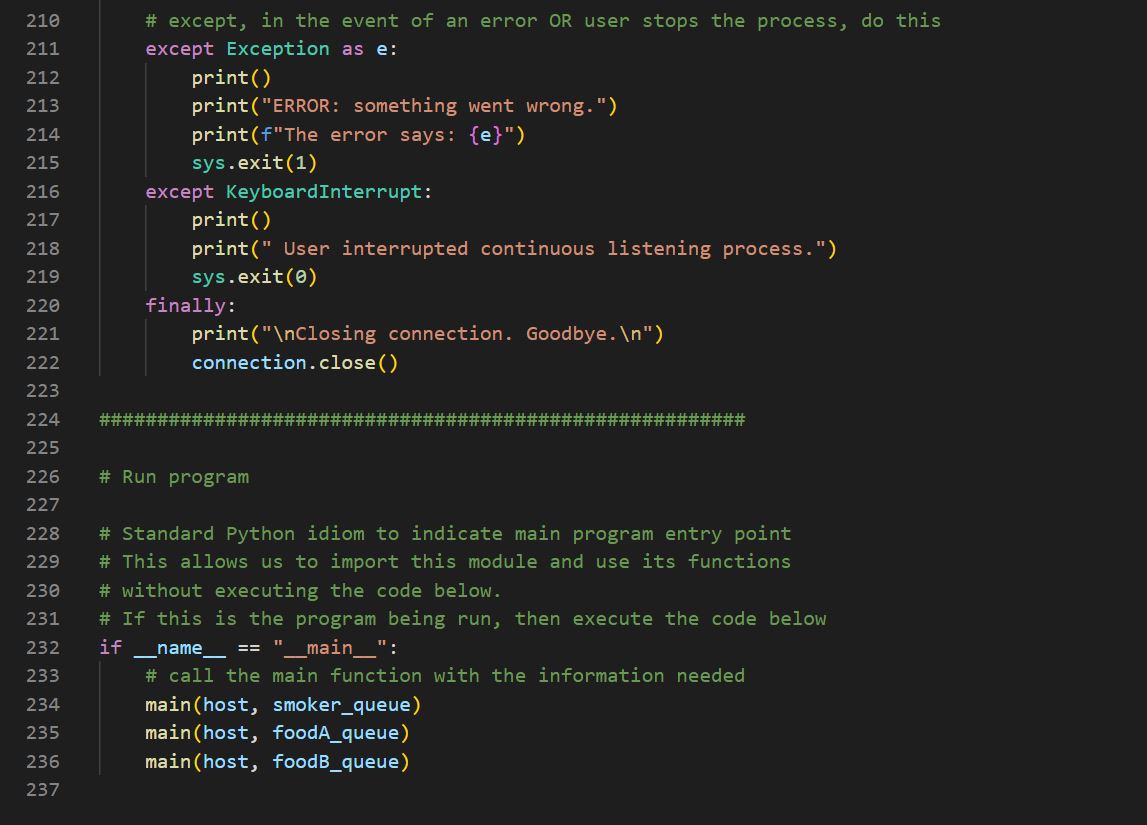 210 # except, in the event of an error OR user stops the process, do this
211 except Exception as e:
212 print()
213 print("ERROR: something went wrong.")
214 print(f"The error says: {e}")
215 sys.exit(1)
216 except KeyboardInterrupt:
217 print()
218 print(" User interrupted continuous listening process.")
219 sys.exit(0)
220 finally:
221 print("\nClosing connection. Goodbye.\n")
222 connection.close()
223
224 ########################################################
225
226 # Run program
227
228 # Standard Python idiom to indicate main program entry point
229 # This allows us to import this module and use its functions
230 # without executing the code below.
231 # If this is the program being run, then execute the code below
232 if __name__ == "__main__":
233 # call the main function with the information needed
234 main(host, smoker_queue)
235 main(host, foodA_queue)
236 main(host, foodB_queue)
237